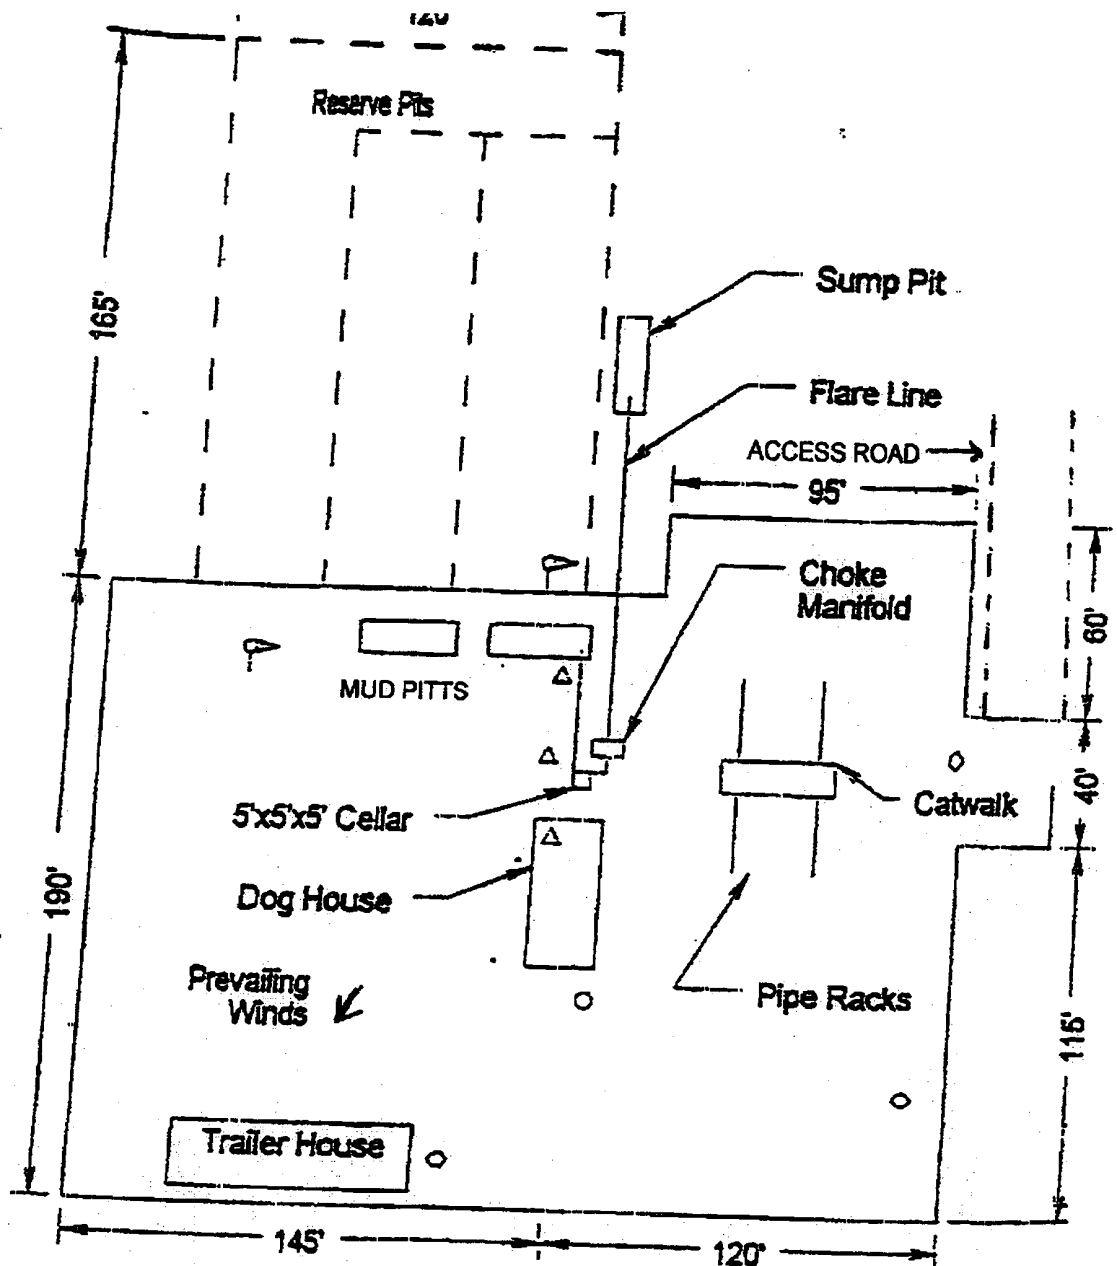 120
Reserve Pits
165'
Sump Pit
Flare Line
ACCESS ROAD
95'
Choke
Manifold
60'
MUD PITTS
40'
5'x5'x5' Cellar
Catwalk
190'
Dog House
Prevailing
Winds
Pipe Racks
115'
Trailer House
145'
120'